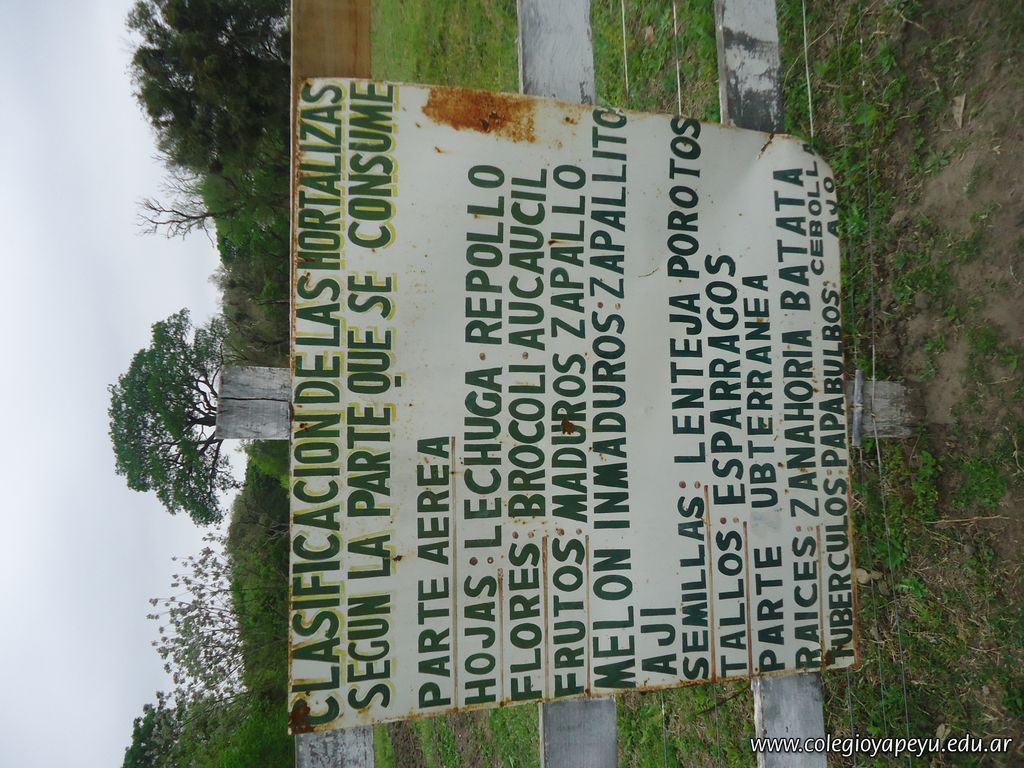 CLASIFICACION DE LAS HORTALIZAS
SEGUN LA PARTE QUE SE CONSUME
PARTE AEREA
HOJAS: LECHUGA REPOLLO
FLORES: BROCCOLI AUCAUCIL
FRUTOS: MADUROS ZAPALLO
MELON INMADUROS: ZAPALLITO
AJI
SEMILLAS: LENTEJA POROTOS
TALLOS: ESPARRAGOS
PARTE UBTERRANEA
RAICES: ZANAHORIA BATATA
TUBERCULOS: PAPA BULBOS: CEBOLLA
AJO
www.colegioyapeyu.edu.ar